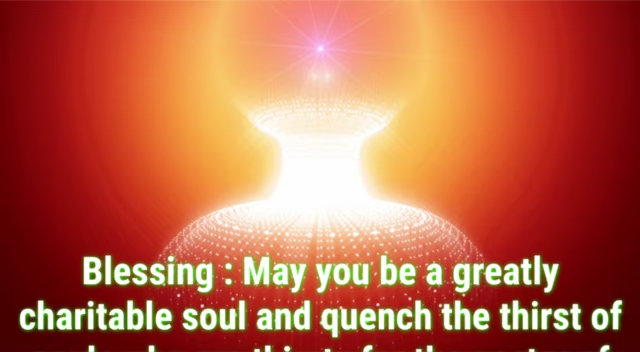 Blessing : May you be a greatly
charitable soul and quench the thirst of